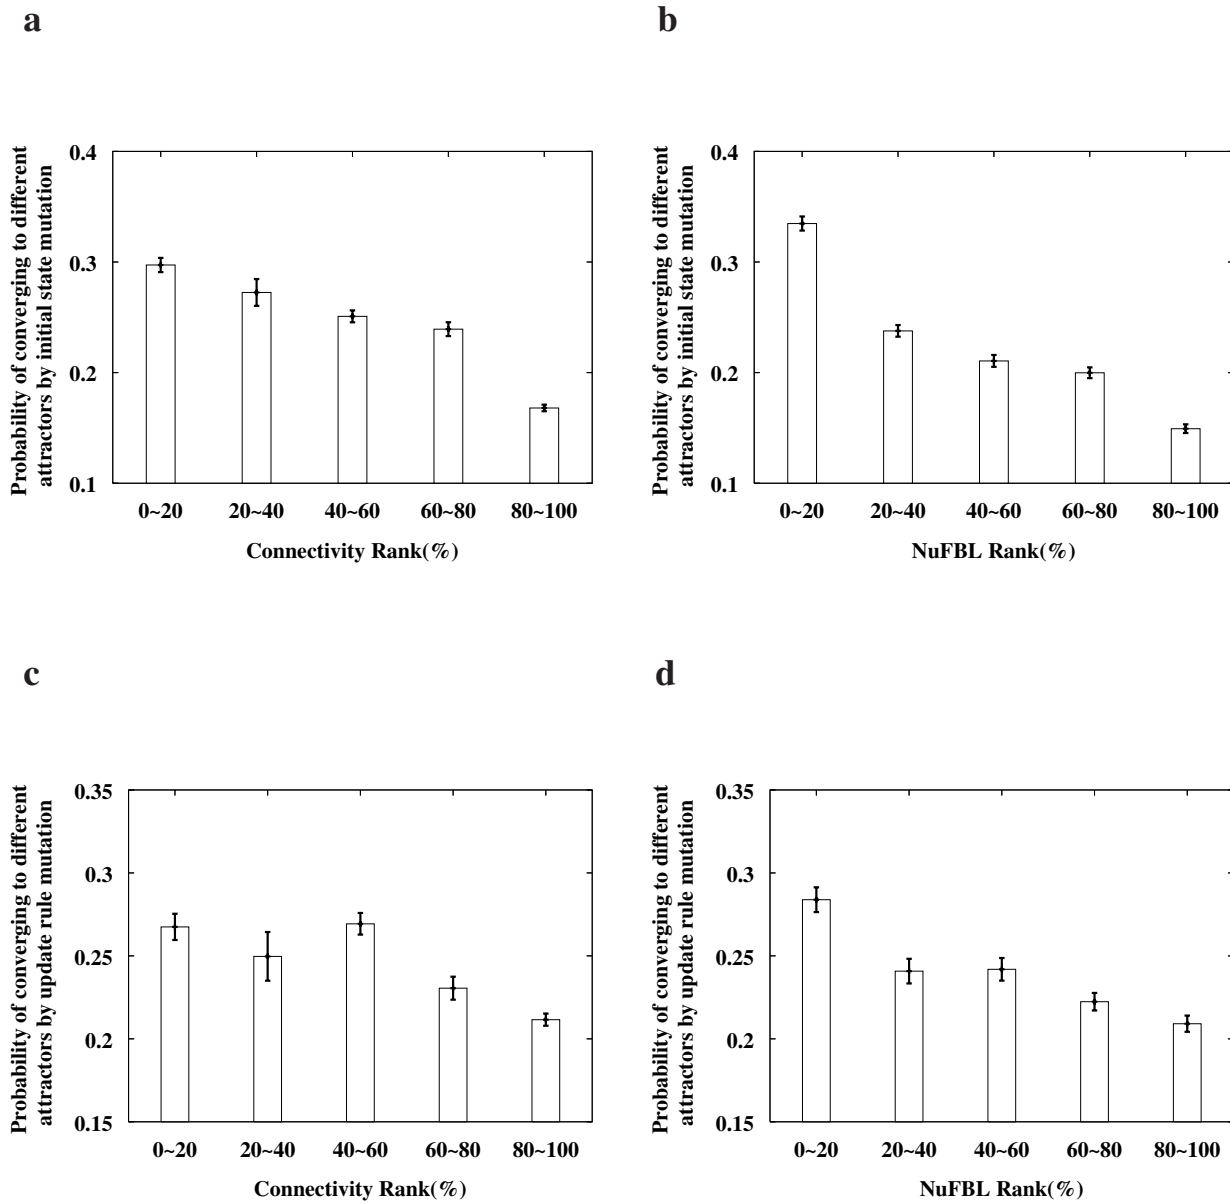 a
Probability of converging to different
attractors by initial state mutation
0.4
0.3
0.2
0.1
0~20 20~40 40~60 60~80 80~100
Connectivity Rank(%)
b
Probability of converging to different
attractors by initial state mutation
0.4
0.3
0.2
0.1
0~20 20~40 40~60 60~80 80~100
NuFBL Rank(%)
c
Probability of converging to different
attractors by update rule mutation
0.35
0.3
0.25
0.2
0.15
0~20 20~40 40~60 60~80 80~100
Connectivity Rank(%)
d
Probability of converging to different
attractors by update rule mutation
0.35
0.3
0.25
0.2
0.15
0~20 20~40 40~60 60~80 80~100
NuFBL Rank(%)